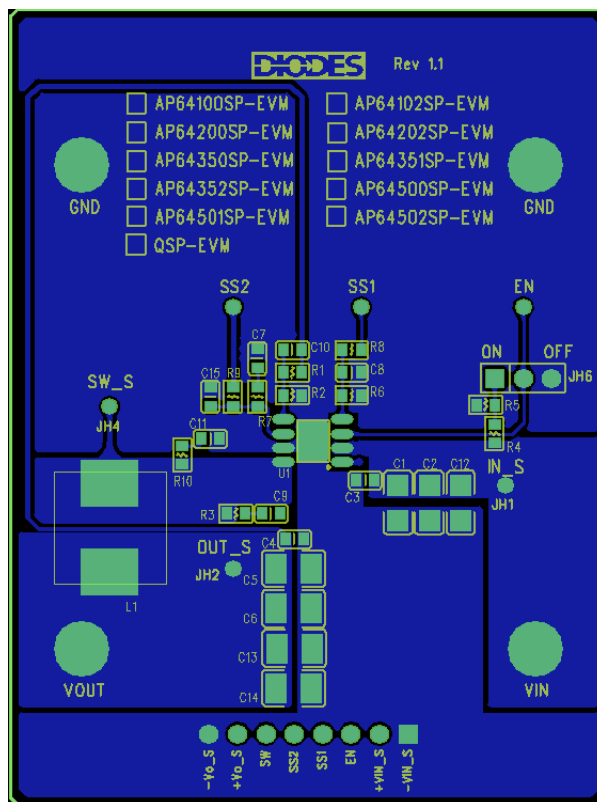 DIODES Rev 1.1
AP64100SP-EVM AP64102SP-EVM
AP64200SP-EVM AP64202SP-EVM
AP64350SP-EVM AP64351SP-EVM
AP64352SP-EVM AP64500SP-EVM
AP64501SP-EVM AP64502SP-EVM
QSP-EVM
GND GND
SS2 SS1 EN
C7 C10 R8
ON OFF
R1 C8 JH6
SW_S C15 R9 R2 R6 R5
JH4 C11 R7 R4
R10 U1 C3 C1 C2 C12 IN_S
JH1
R3 C9
OUT_S C4
JH2 C5
L1 C6
C13
VOUT C14 VIN
-Vo_S +Vo_S SW SS2 SS1 EN +VIN_S -VIN_S